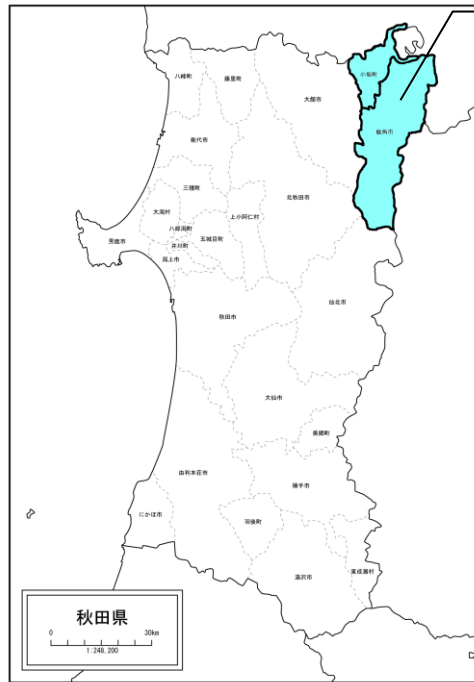 八峰町
藤里町
大館市
小坂町
鹿角市
能代市
三種町
北秋田市
大潟村
上小阿仁村
八郎潟町
五城目町
男鹿市
井川町
潟上市
仙北市
秋田市
大仙市
美郷町
由利本荘市
横手市
にかほ市
羽後町
湯沢市
東成瀬村
秋田県
0 30km
1:248,200